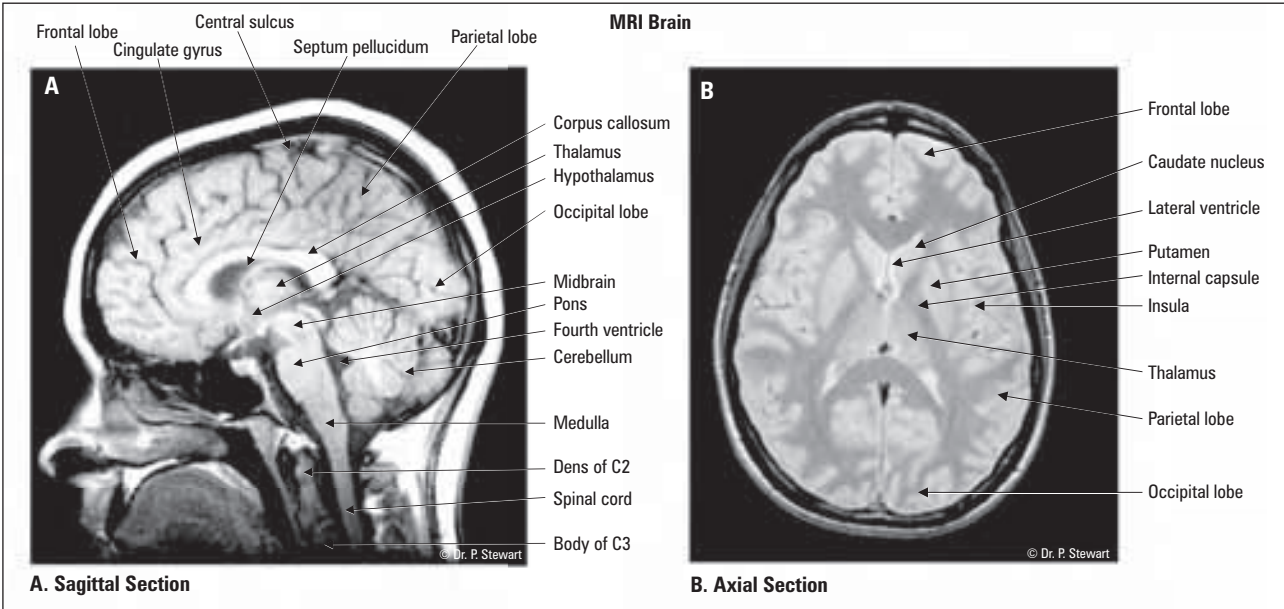 MRI Brain
Central sulcus
Frontal lobe
Septum pellucidum
Parietal lobe
Cingulate gyrus
A
Corpus callosum
Thalamus
Hypothalamus
Occipital lobe
Midbrain
Pons
Fourth ventricle
Cerebellum
Medulla
Dens of C2
Spinal cord
Body of C3
© Dr. P. Stewart
A. Sagittal Section
B
Frontal lobe
Caudate nucleus
Lateral ventricle
Putamen
Internal capsule
Insula
Thalamus
Parietal lobe
Occipital lobe
© Dr. P. Stewart
B. Axial Section